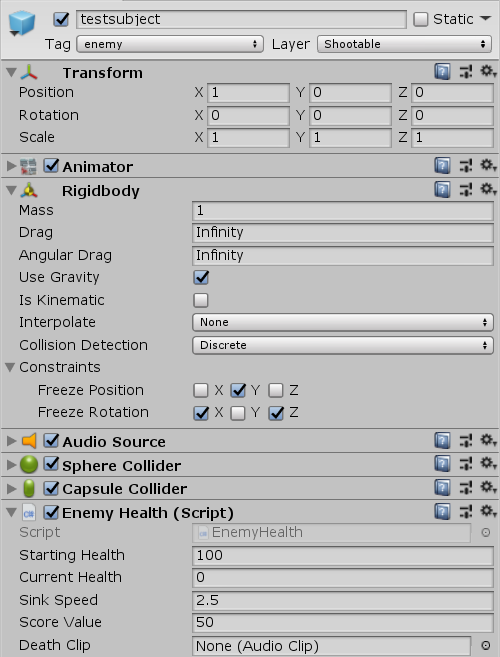 testsubject Static
Tag enemy Layer Shootable
Transform
Position X 1 Y 0 Z 0
Rotation X 0 Y 0 Z 0
Scale X 1 Y 1 Z 1
Animator
Rigidbody
Mass 1
Drag Infinity
Angular Drag Infinity
Use Gravity
Is Kinematic
Interpolate None
Collision Detection Discrete
Constraints
Freeze Position X Y Z
Freeze Rotation X Y Z
Audio Source
Sphere Collider
Capsule Collider
Enemy Health (Script)
Script EnemyHealth
Starting Health 100
Current Health 0
Sink Speed 2.5
Score Value 50
Death Clip None (Audio Clip)